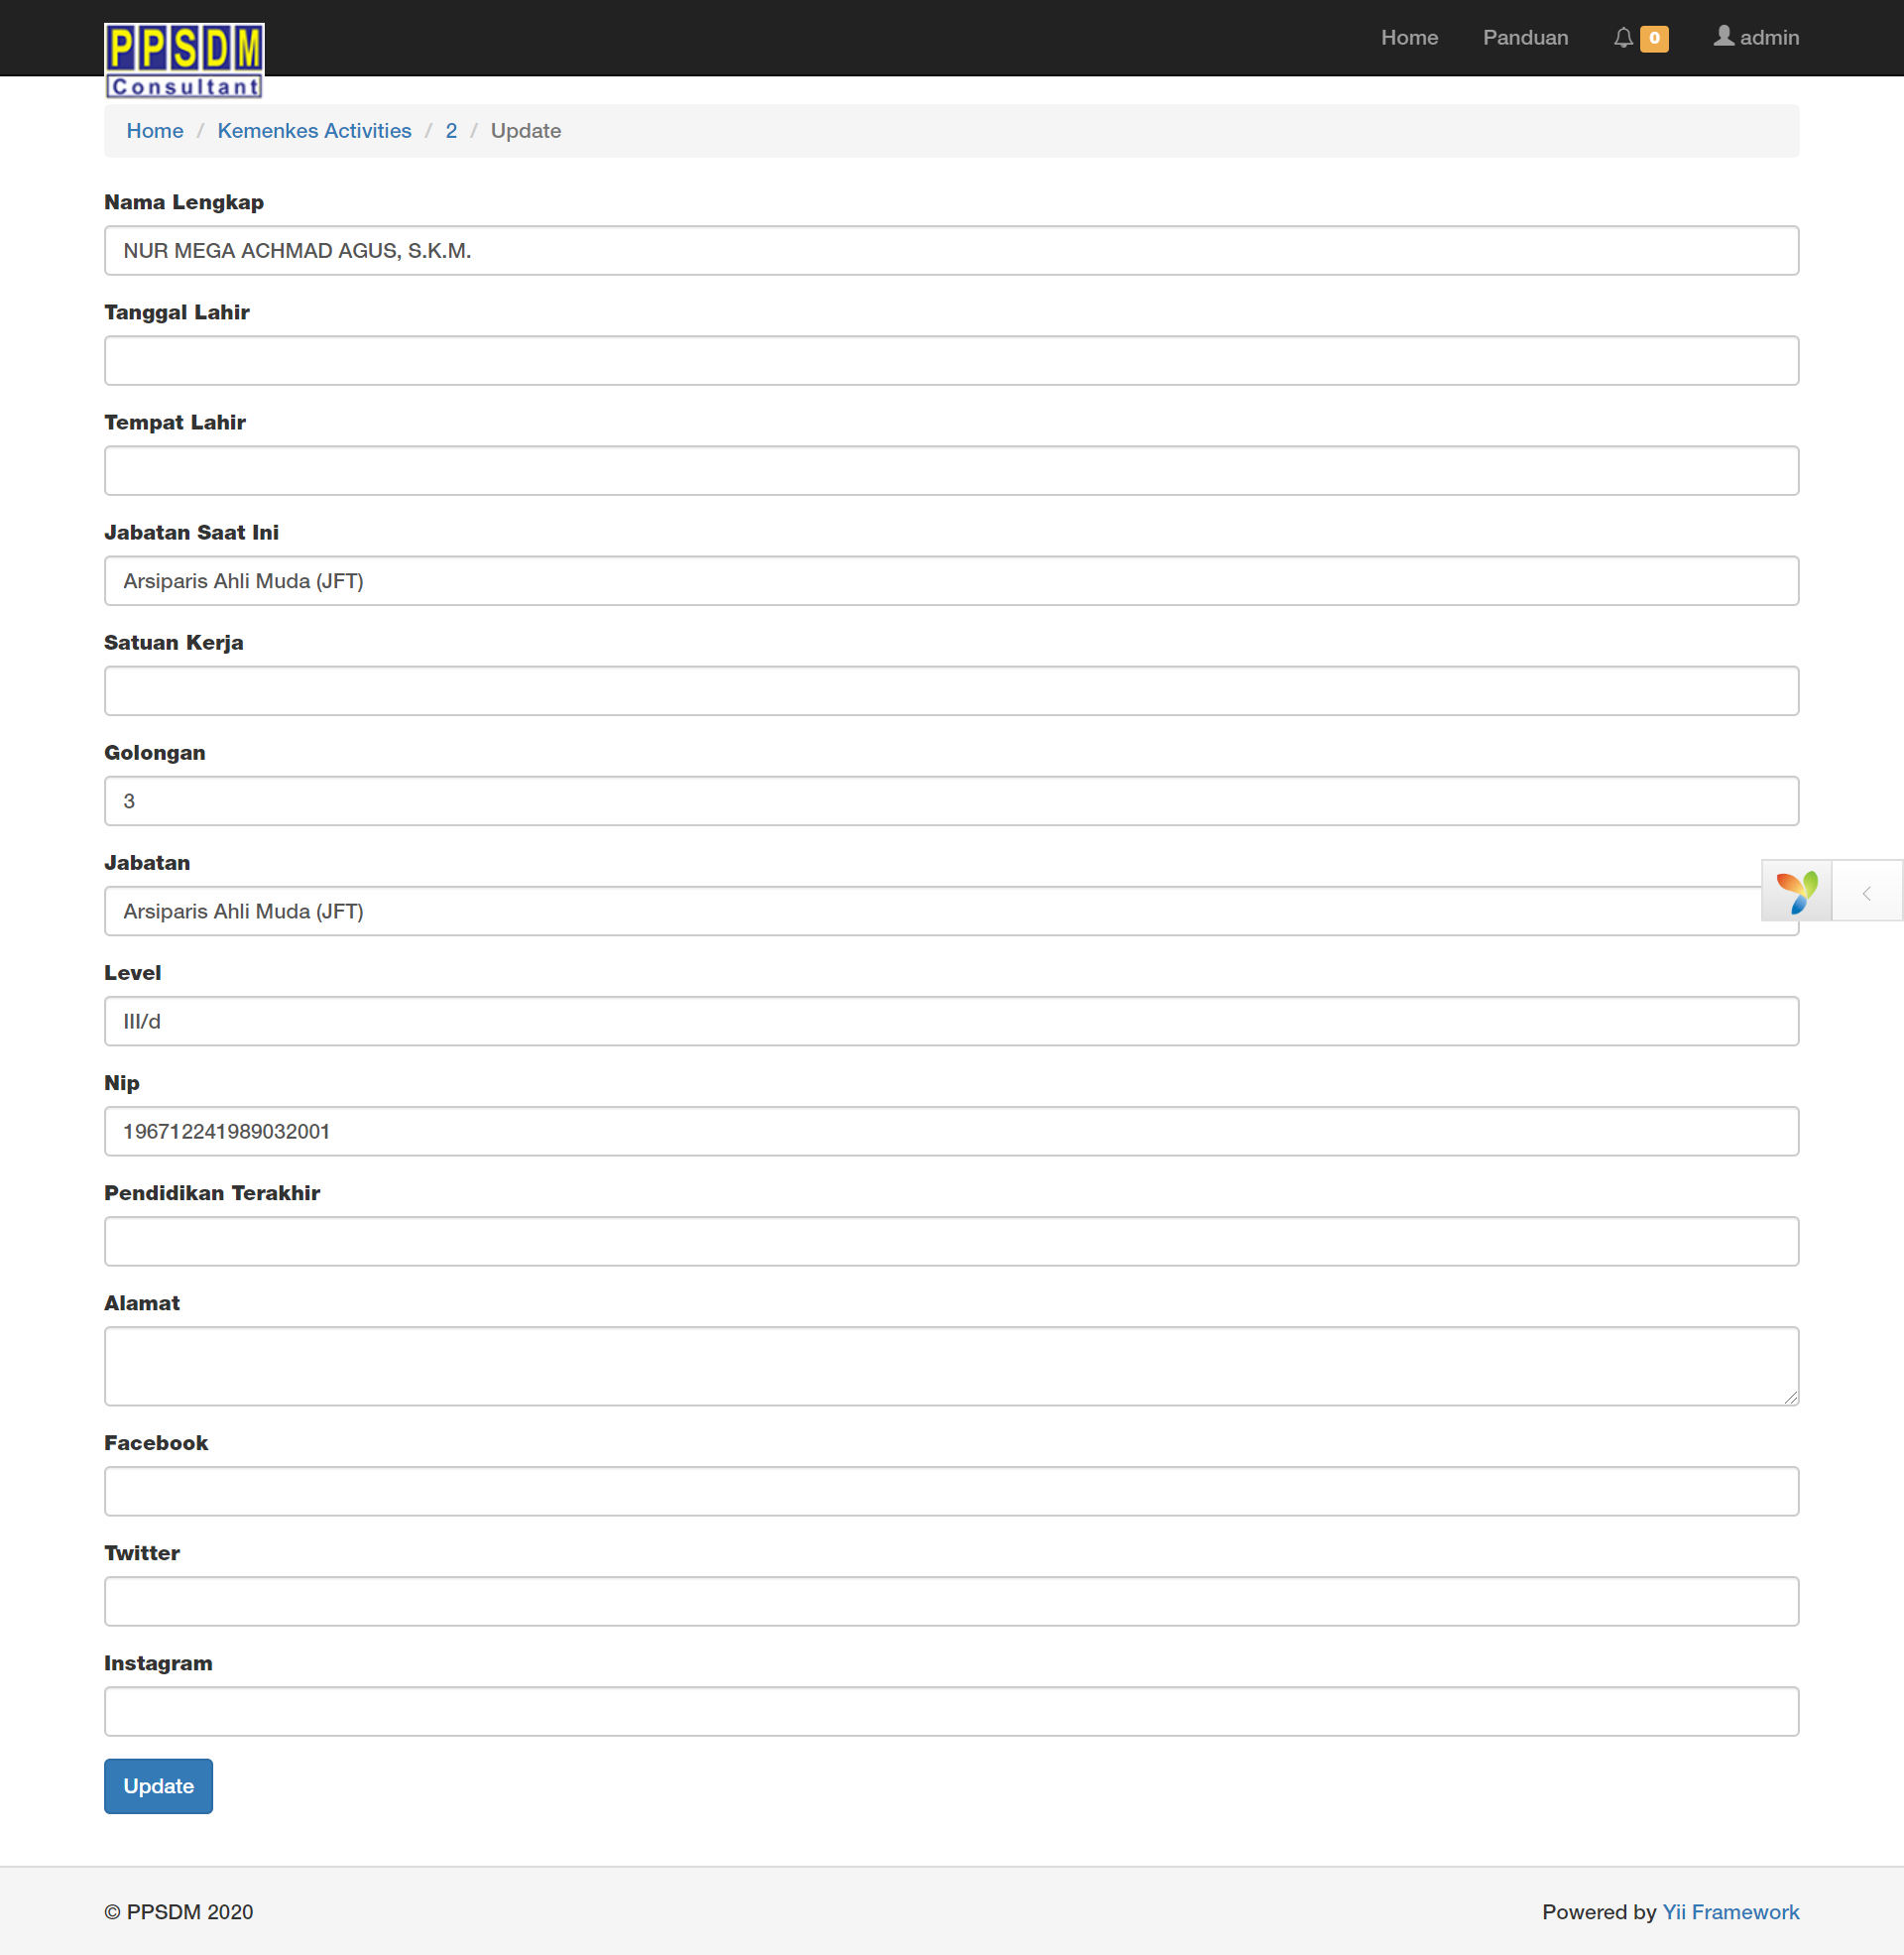 PPSDM
Consultant
Home Panduan 0 admin
Home / Kemenkes Activities / 2 / Update
Nama Lengkap
NUR MEGA ACHMAD AGUS, S.K.M.
Tanggal Lahir
Tempat Lahir
Jabatan Saat Ini
Arsiparis Ahli Muda (JFT)
Satuan Kerja
Golongan
3
Jabatan
Arsiparis Ahli Muda (JFT)
Level
III/d
Nip
196712241989032001
Pendidikan Terakhir
Alamat
Facebook
Twitter
Instagram
Update
© PPSDM 2020
Powered by Yii Framework